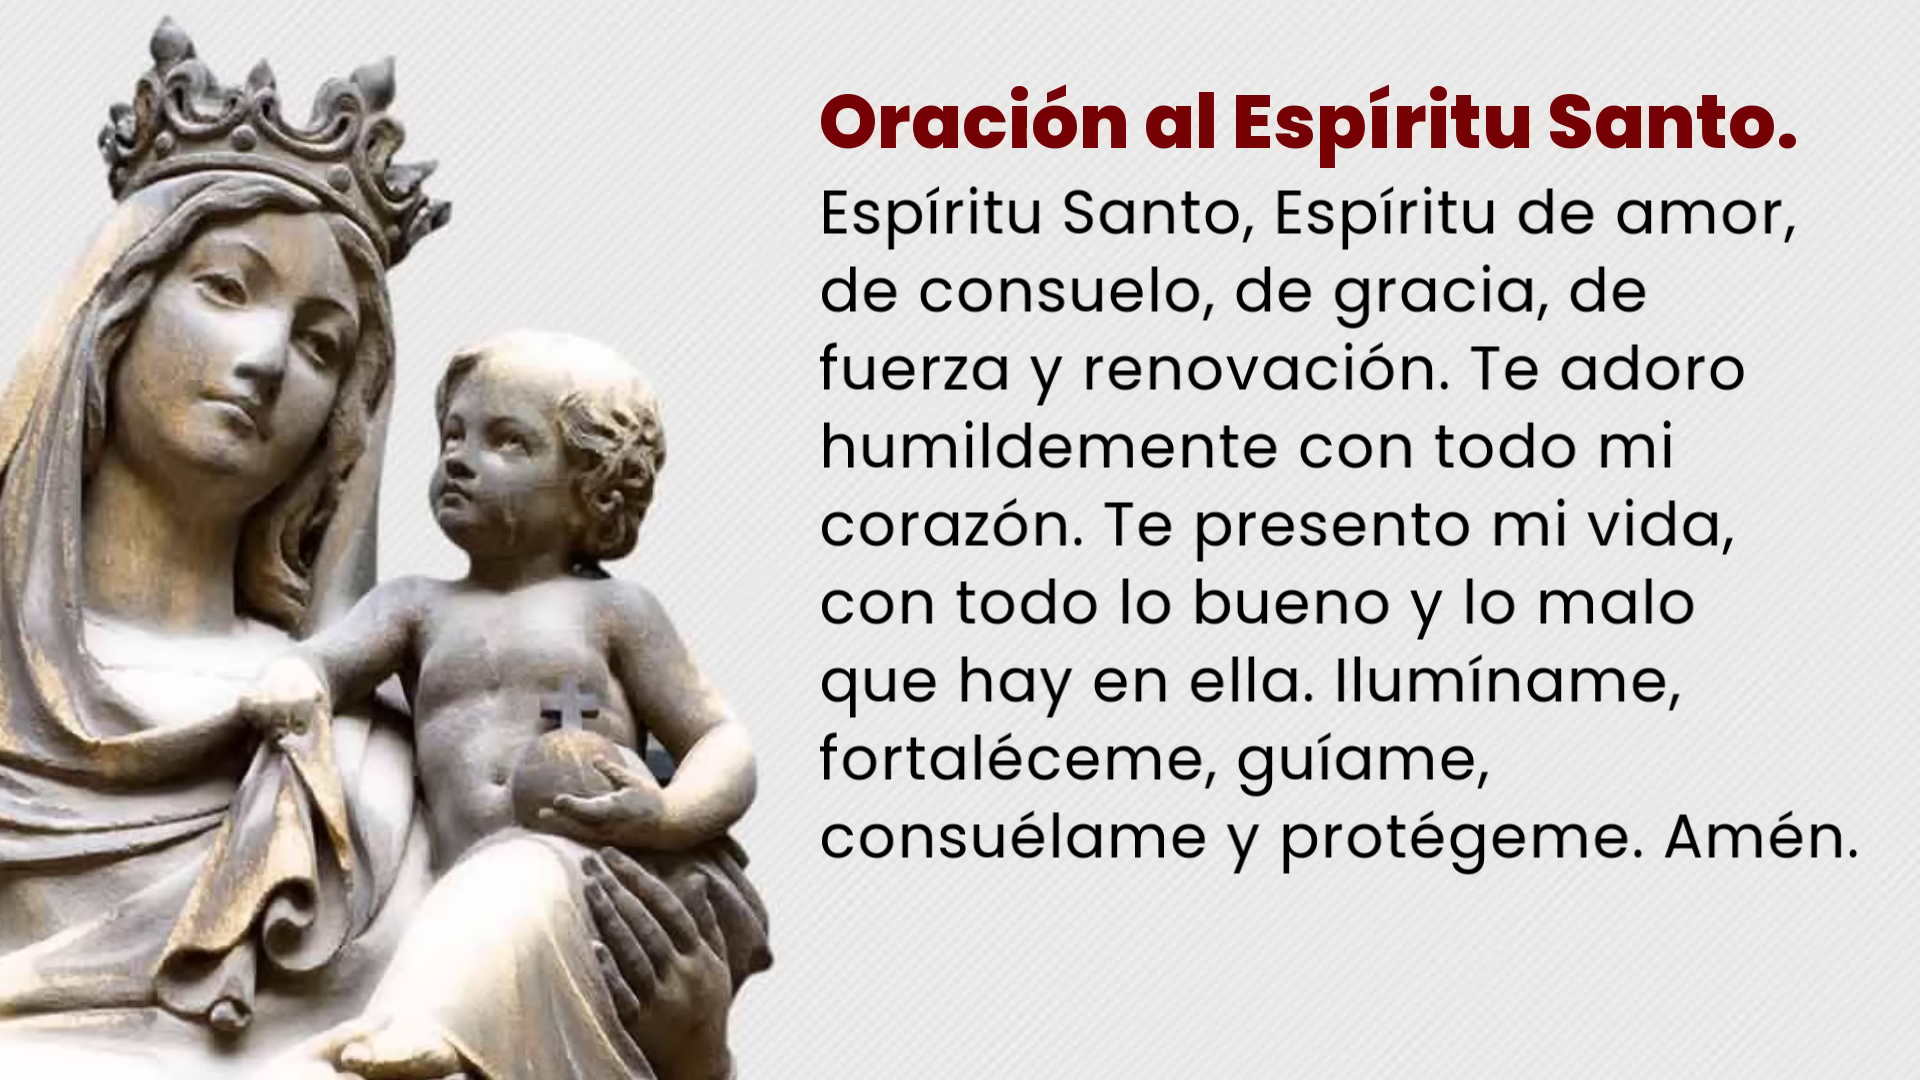 Oración al Espíritu Santo.
Espíritu Santo, Espíritu de amor,
de consuelo, de gracia, de
fuerza y renovación. Te adoro
humildemente con todo mi
corazón. Te presento mi vida,
con todo lo bueno y lo malo
que hay en ella. Ilumíname,
fortaléceme, guíame,
consuélame y protégeme. Amén.